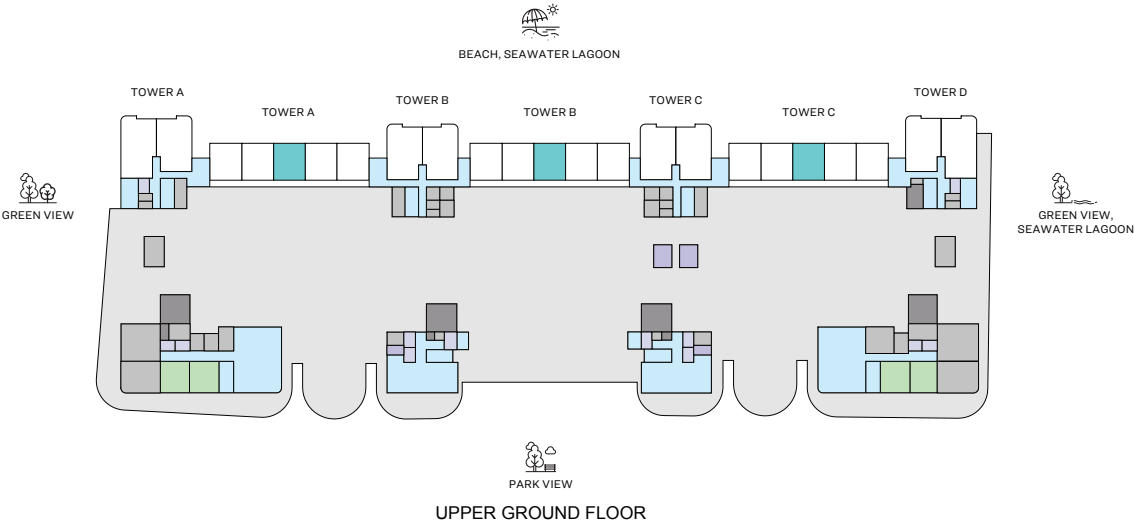 BEACH, SEAWATER LAGOON
TOWER A
TOWER A
TOWER B
TOWER B
TOWER C
TOWER C
TOWER D
GREEN VIEW
GREEN VIEW,
SEAWATER LAGOON
PARK VIEW
UPPER GROUND FLOOR